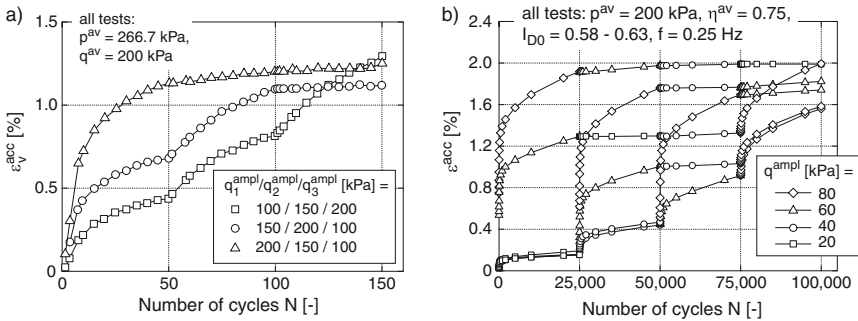 a)
all tests:
p^av = 266.7 kPa,
q^av = 200 kPa
1.5
1.0
0.5
0
ε_v^acc [%]
q_1^ampl/q_2^ampl/q_3^ampl [kPa] =
100 / 150 / 200
150 / 200 / 100
200 / 150 / 100
0 50 100 150
Number of cycles N [-]
b)
all tests: p^av = 200 kPa, η^av = 0.75,
I_D0 = 0.58 - 0.63, f = 0.25 Hz
2.4
2.0
1.6
1.2
0.8
0.4
0
ε^acc [%]
q^ampl [kPa] =
80
60
40
20
0 25,000 50,000 75,000 100,000
Number of cycles N [-]